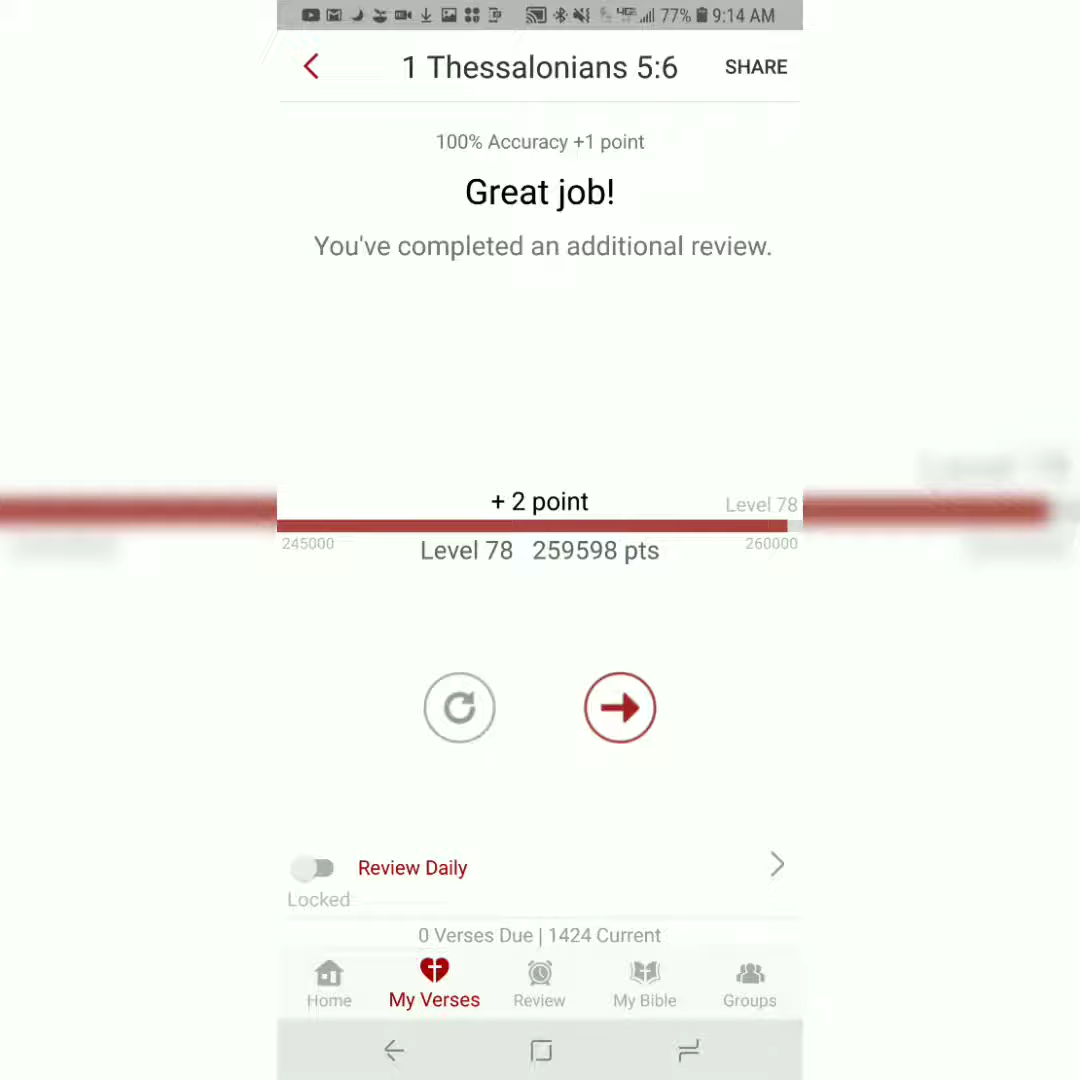 77% 9:14 AM
1 Thessalonians 5:6 SHARE
100% Accuracy +1 point
Great job!
You've completed an additional review.
+ 2 point Level 78
245000 260000
Level 78 259598 pts
Review Daily
Locked
0 Verses Due | 1424 Current
Home My Verses Review My Bible Groups